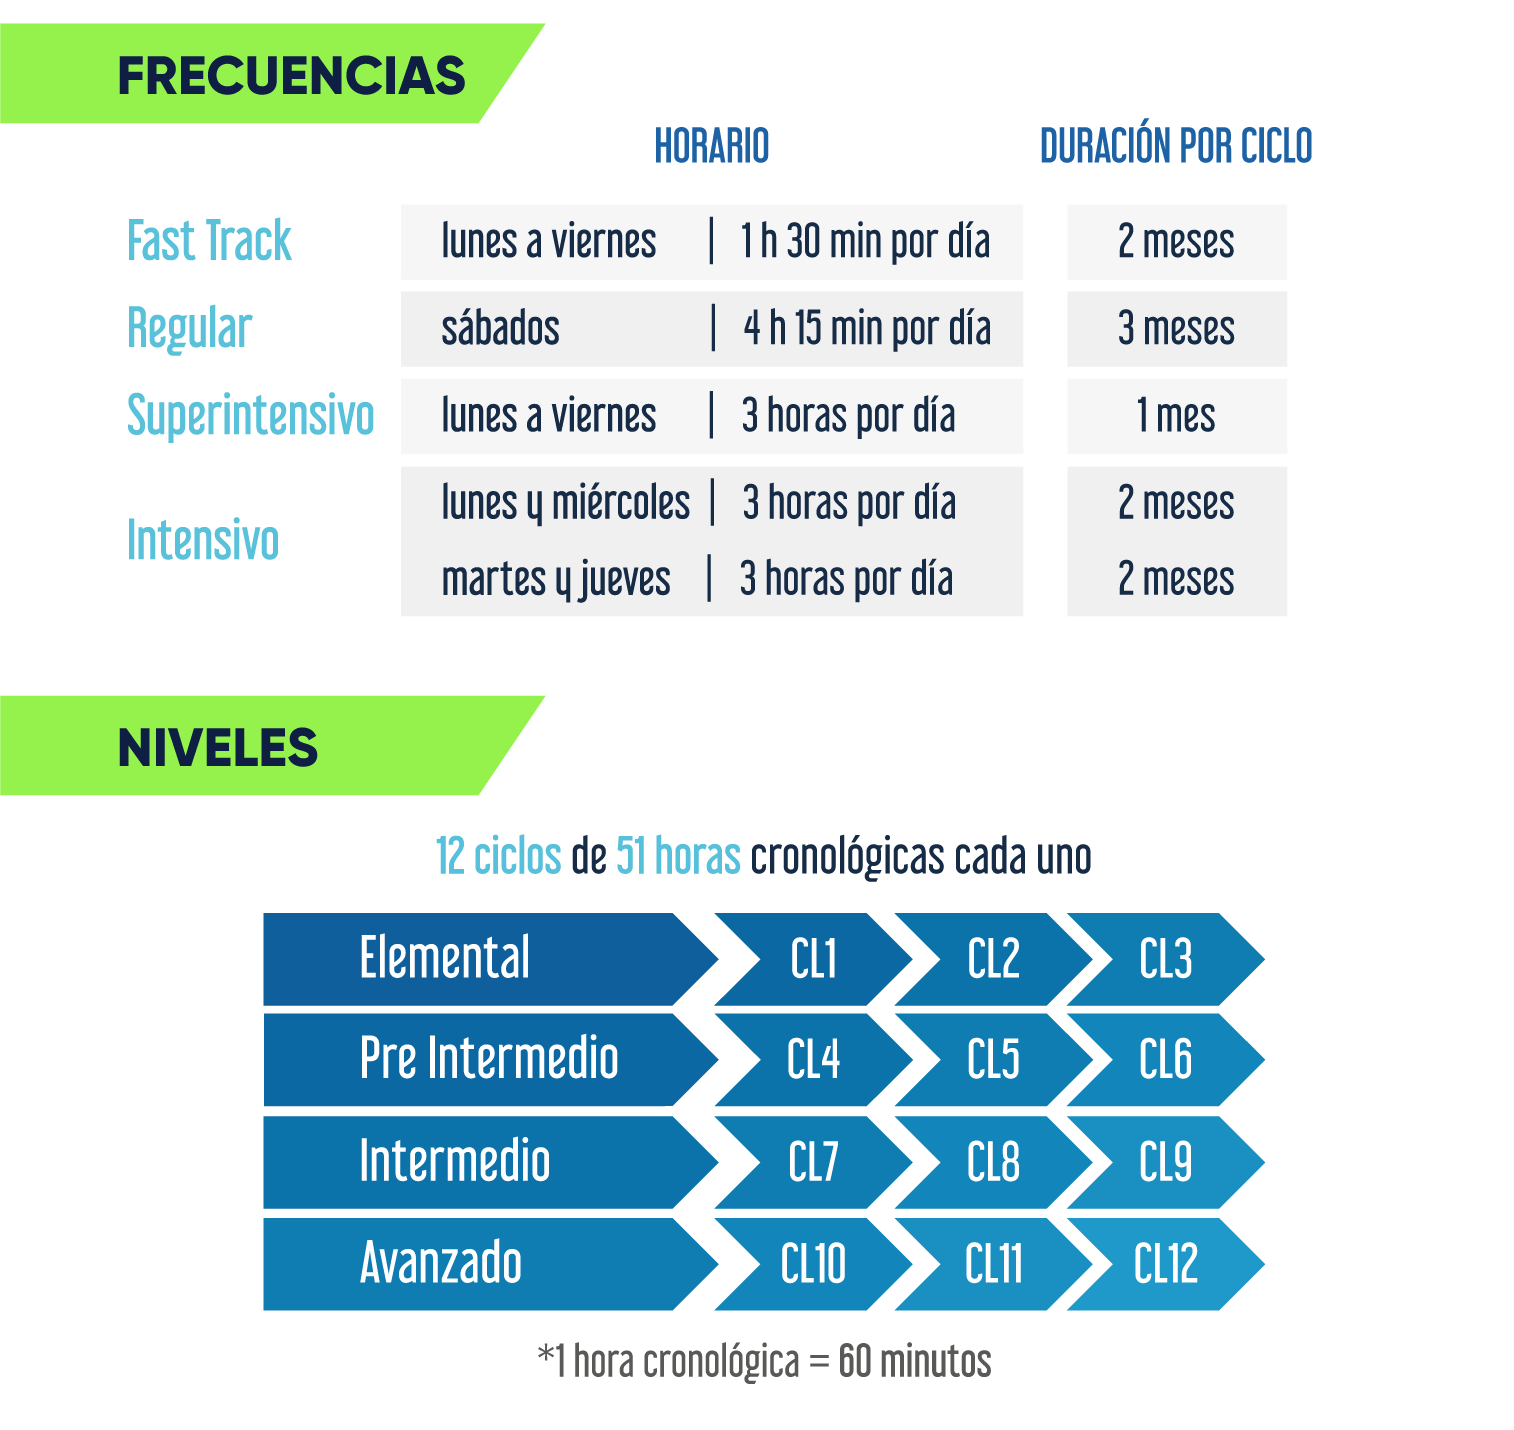 FRECUENCIAS
HORARIO DURACIÓN POR CICLO
Fast Track lunes a viernes | 1 h 30 min por día 2 meses
Regular sábados | 4 h 15 min por día 3 meses
Superintensivo lunes a viernes | 3 horas por día 1 mes
Intensivo
lunes y miércoles | 3 horas por día 2 meses
martes y jueves | 3 horas por día 2 meses
NIVELES
12 ciclos de 51 horas cronológicas cada uno
Elemental CL1 CL2 CL3
Pre Intermedio CL4 CL5 CL6
Intermedio CL7 CL8 CL9
Avanzado CL10 CL11 CL12
*1 hora cronológica = 60 minutos